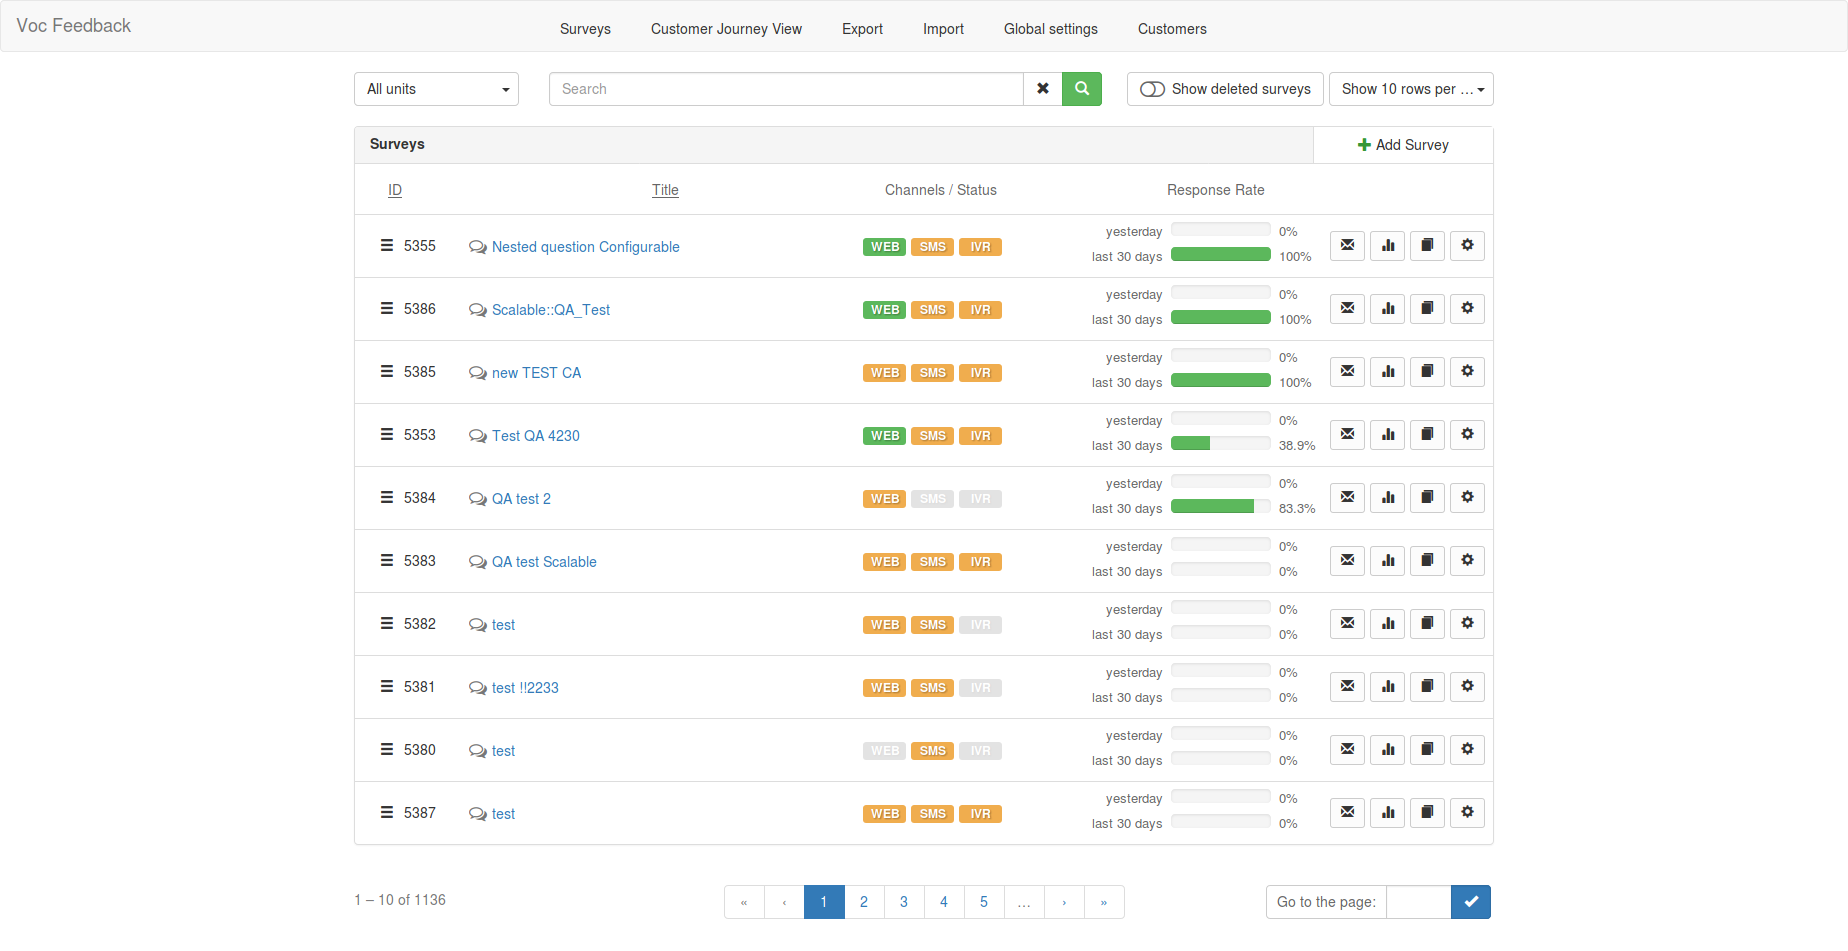 Voc Feedback
Surveys Customer Journey View Export Import Global settings Customers
All units Search Show deleted surveys Show 10 rows per ...
Surveys Add Survey
ID Title Channels / Status Response Rate
yesterday 0%
5355 Nested question Configurable WEB SMS IVR
last 30 days 100%
yesterday 0%
5386 Scalable::QA_Test WEB SMS IVR
last 30 days 100%
yesterday 0%
5385 new TEST CA WEB SMS IVR
last 30 days 100%
yesterday 0%
5353 Test QA 4230 WEB SMS IVR
last 30 days 38.9%
yesterday 0%
5384 QA test 2 WEB SMS IVR
last 30 days 83.3%
yesterday 0%
5383 QA test Scalable WEB SMS IVR
last 30 days 0%
yesterday 0%
5382 test WEB SMS IVR
last 30 days 0%
yesterday 0%
5381 test !!2233 WEB SMS IVR
last 30 days 0%
yesterday 0%
5380 test WEB SMS IVR
last 30 days 0%
yesterday 0%
5387 test WEB SMS IVR
last 30 days 0%
1 – 10 of 1136 « ‹ 1 2 3 4 5 ... › » Go to the page: